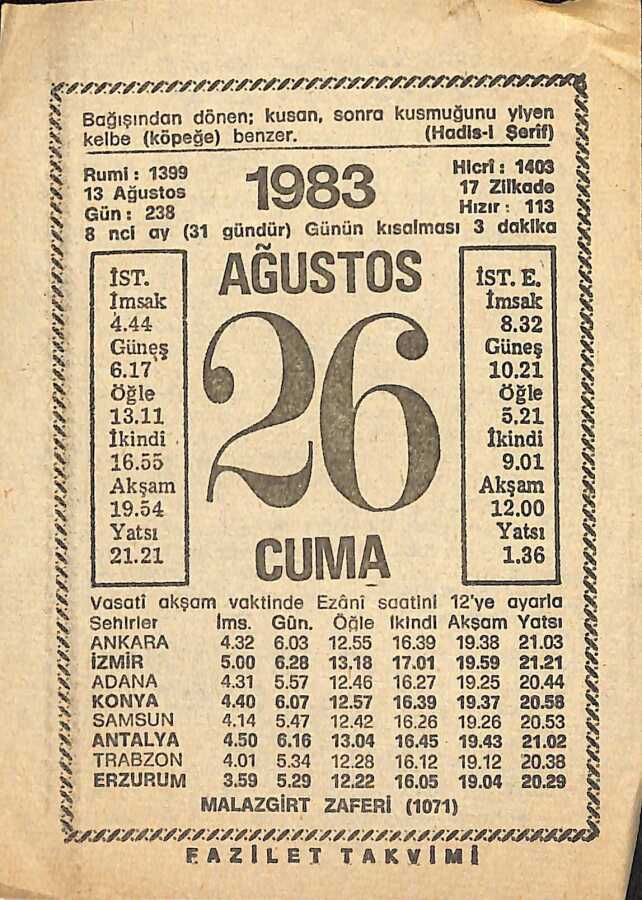 Bağışından dönen; kusan, sonra kusmuğunu yiyen
kelbe (köpeğe) benzer. (Hadis-i Şerif)
Rumi : 1399
13 Ağustos
Gün : 238
1983
Hicrî : 1403
17 Zilkade
Hızır : 113
8 nci ay (31 gündür) Günün kısalması 3 dakika
AĞUSTOS
26
CUMA
İST.
İmsak
4.44
Güneş
6.17
Öğle
13.11
İkindi
16.55
Akşam
19.54
Yatsı
21.21
İST. E.
İmsak
8.32
Güneş
10.21
Öğle
5.21
İkindi
9.01
Akşam
12.00
Yatsı
1.36
Vasatî akşam vaktinde Ezânî saatini 12'ye ayarla
Şehirler İms. Gün. Öğle İkindi Akşam Yatsı
ANKARA 4.32 6.03 12.55 16.39 19.38 21.03
İZMİR 5.00 6.28 13.18 17.01 19.59 21.21
ADANA 4.31 5.57 12.46 16.27 19.25 20.44
KONYA 4.40 6.07 12.57 16.39 19.37 20.58
SAMSUN 4.14 5.47 12.42 16.26 19.26 20.53
ANTALYA 4.50 6.16 13.04 16.45 19.43 21.02
TRABZON 4.01 5.34 12.28 16.12 19.12 20.38
ERZURUM 3.59 5.29 12.22 16.05 19.04 20.29
MALAZGİRT ZAFERİ (1071)
FAZİLET TAKVİMİ